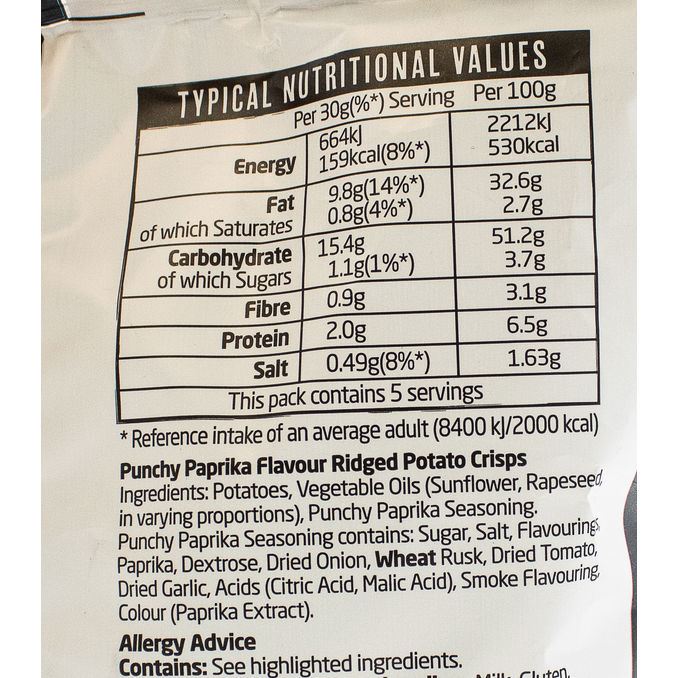 TYPICAL NUTRITIONAL VALUES
Per 30g(%*) Serving Per 100g
Energy 664kJ 2212kJ
159kcal(8%*) 530kcal
Fat 9.8g(14%*) 32.6g
of which Saturates 0.8g(4%*) 2.7g
Carbohydrate 15.4g 51.2g
of which Sugars 1.1g(1%*) 3.7g
Fibre 0.9g 3.1g
Protein 2.0g 6.5g
Salt 0.49g(8%*) 1.63g
This pack contains 5 servings
* Reference intake of an average adult (8400 kJ/2000 kcal)
Punchy Paprika Flavour Ridged Potato Crisps
Ingredients: Potatoes, Vegetable Oils (Sunflower, Rapeseed
in varying proportions), Punchy Paprika Seasoning.
Punchy Paprika Seasoning contains: Sugar, Salt, Flavourings,
Paprika, Dextrose, Dried Onion, Wheat Rusk, Dried Tomato,
Dried Garlic, Acids (Citric Acid, Malic Acid), Smoke Flavouring,
Colour (Paprika Extract).
Allergy Advice
Contains: See highlighted ingredients.
Milk, Gluten,